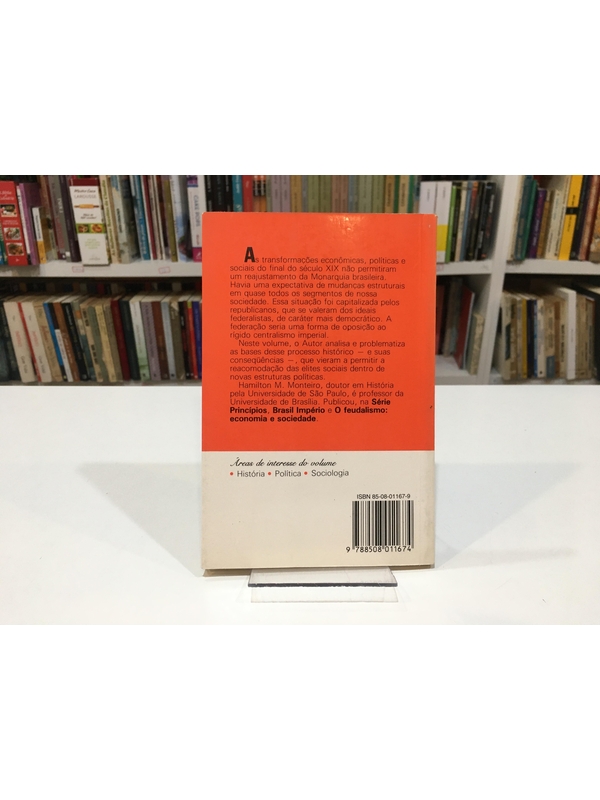 As transformações econômicas, políticas e
sociais do final do século XIX não permitiram
um reajustamento da Monarquia brasileira.
Havia uma expectativa de mudanças estruturais
em quase todos os segmentos de nossa
sociedade. Essa situação foi capitalizada pelos
republicanos, que se valeram dos ideais
federalistas, de caráter mais democrático. A
federação seria uma forma de oposição ao
rígido centralismo imperial.
Neste volume, o Autor analisa e problematiza
as bases desse processo histórico — e suas
conseqüências —, que vieram a permitir a
reacomodação das elites sociais dentro de
novas estruturas políticas.
Hamilton M. Monteiro, doutor em História
pela Universidade de São Paulo, é professor da
Universidade de Brasília. Publicou, na Série
Princípios, Brasil Império e O feudalismo:
economia e sociedade.
Áreas de interesse do volume
• História • Política • Sociologia
ISBN 85-08-01167-9
9 788508 011674